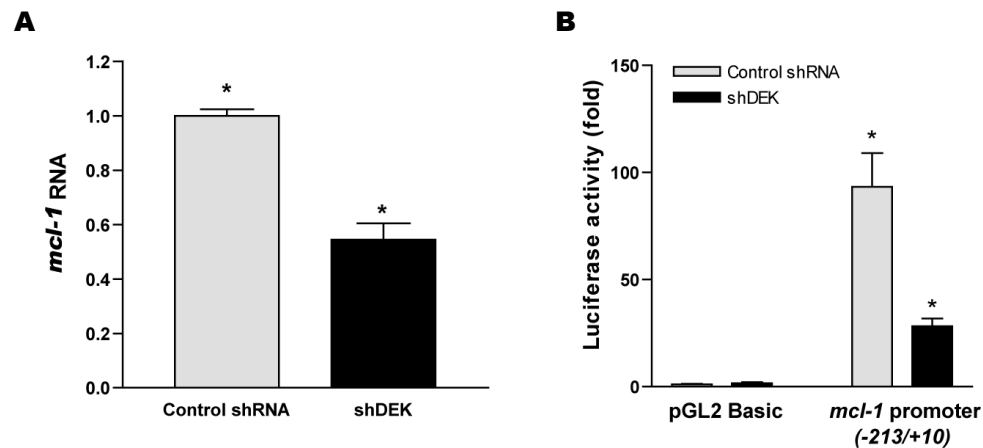 A
mcl-1 RNA
1.2
1.0
0.8
0.6
0.4
0.2
0.0
*
*
Control shRNA
shDEK
B
Luciferase activity (fold)
150
100
50
0
Control shRNA
shDEK
*
*
pGL2 Basic
mcl-1 promoter
(-213/+10)